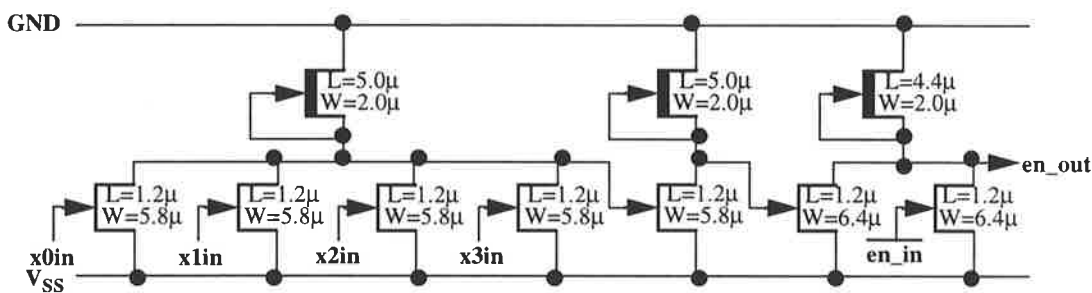 GND
L=5.0μ
W=2.0μ
L=5.0μ
W=2.0μ
L=4.4μ
W=2.0μ
en_out
L=1.2μ
W=5.8μ
L=1.2μ
W=5.8μ
L=1.2μ
W=5.8μ
L=1.2μ
W=5.8μ
L=1.2μ
W=5.8μ
L=1.2μ
W=6.4μ
L=1.2μ
W=6.4μ
x0in
x1in
x2in
x3in
en_in
VSS